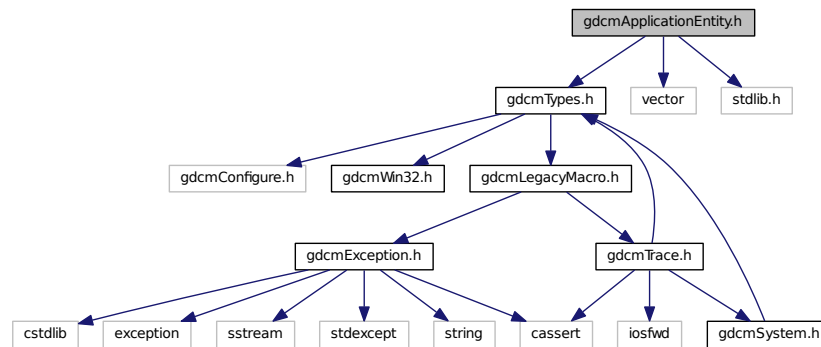 gdcmApplicationEntity.h
gdcmTypes.h
vector
stdlib.h
gdcmConfigure.h
gdcmWin32.h
gdcmLegacyMacro.h
gdcmException.h
gdcmTrace.h
cstdlib
exception
sstream
stdexcept
string
cassert
iosfwd
gdcmSystem.h